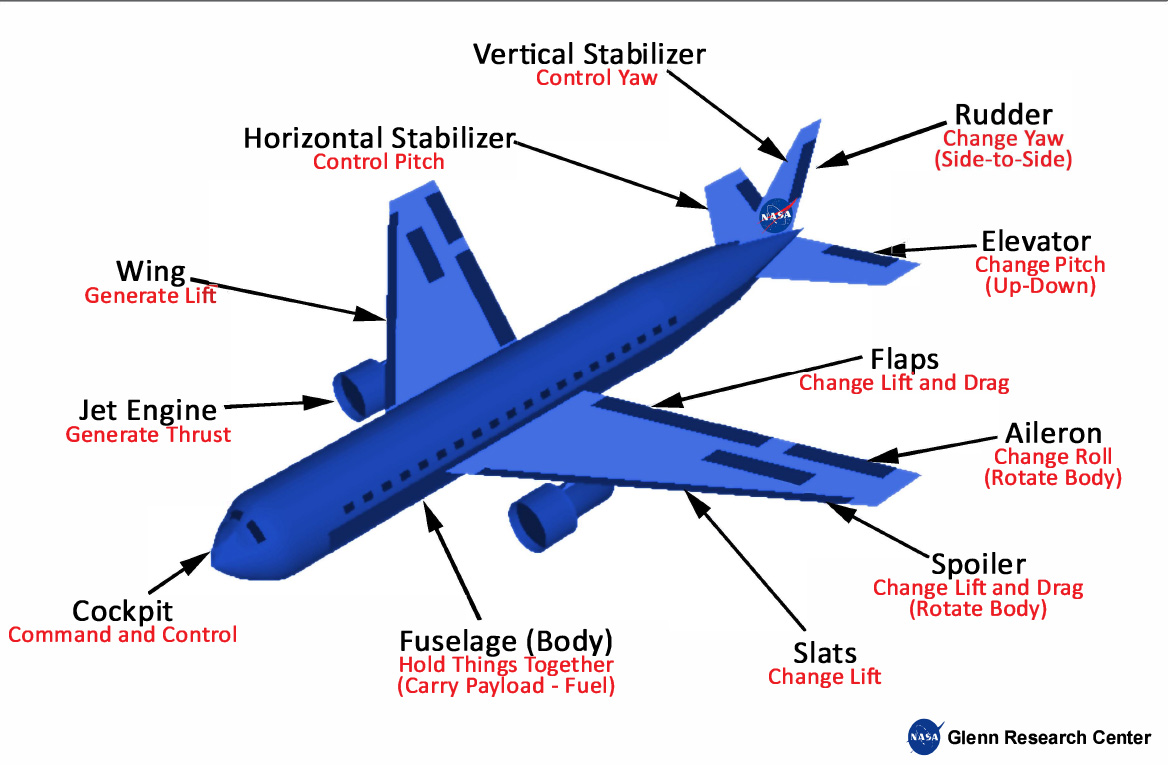 Vertical Stabilizer
Control Yaw
Rudder
Change Yaw
(Side-to-Side)
Horizontal Stabilizer
Control Pitch
NASA
Elevator
Change Pitch
(Up-Down)
Wing
Generate Lift
Flaps
Change Lift and Drag
Jet Engine
Generate Thrust
Aileron
Change Roll
(Rotate Body)
Spoiler
Change Lift and Drag
(Rotate Body)
Cockpit
Command and Control
Fuselage (Body)
Hold Things Together
(Carry Payload - Fuel)
Slats
Change Lift
NASA
Glenn Research Center